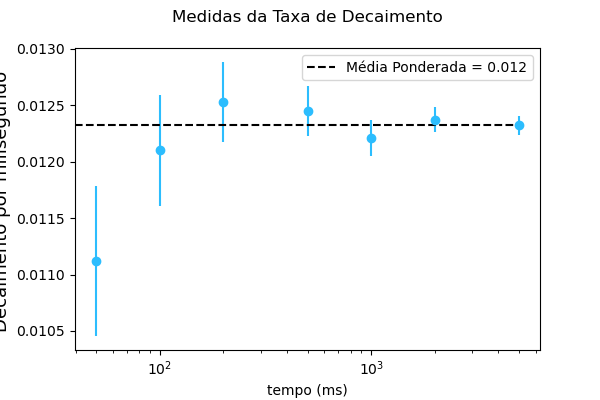 Medidas da Taxa de Decaimento
Média Ponderada = 0.012
0.0130
0.0125
0.0120
0.0115
0.0110
0.0105
Decaimento por milissegundo
10²
10³
tempo (ms)